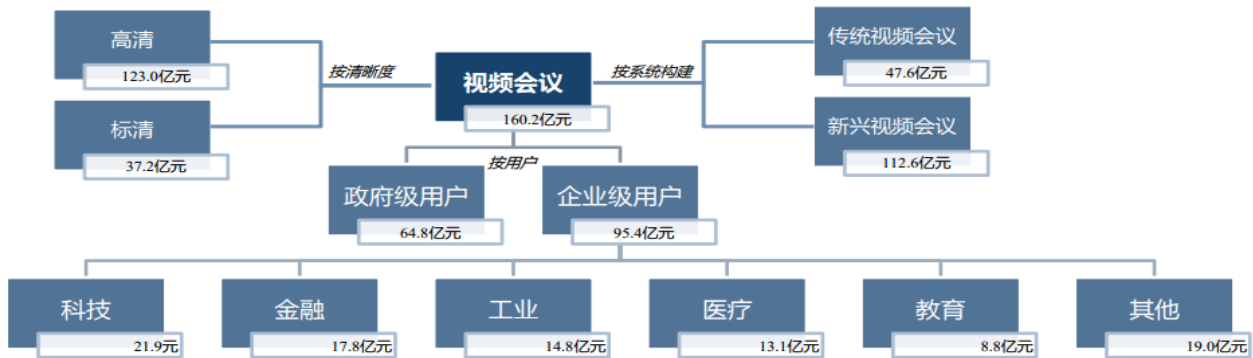 高清
123.0亿元
标清
37.2亿元
按清晰度
视频会议
160.2亿元
按系统构建
传统视频会议
47.6亿元
新兴视频会议
112.6亿元
按用户
政府级用户
64.8亿元
企业级用户
95.4亿元
科技
21.9元
金融
17.8亿元
工业
14.8亿元
医疗
13.1亿元
教育
8.8亿元
其他
19.0亿元